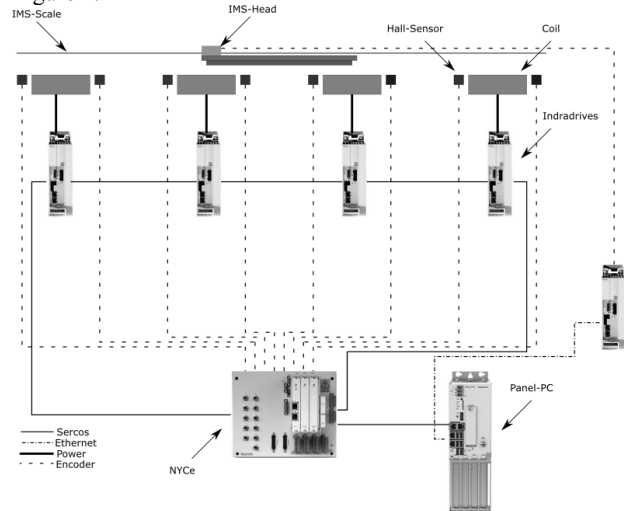 IMS-Scale
IMS-Head
Hall-Sensor
Coil
Indradrives
Panel-PC
NYCe
Sercos
Ethernet
Power
Encoder